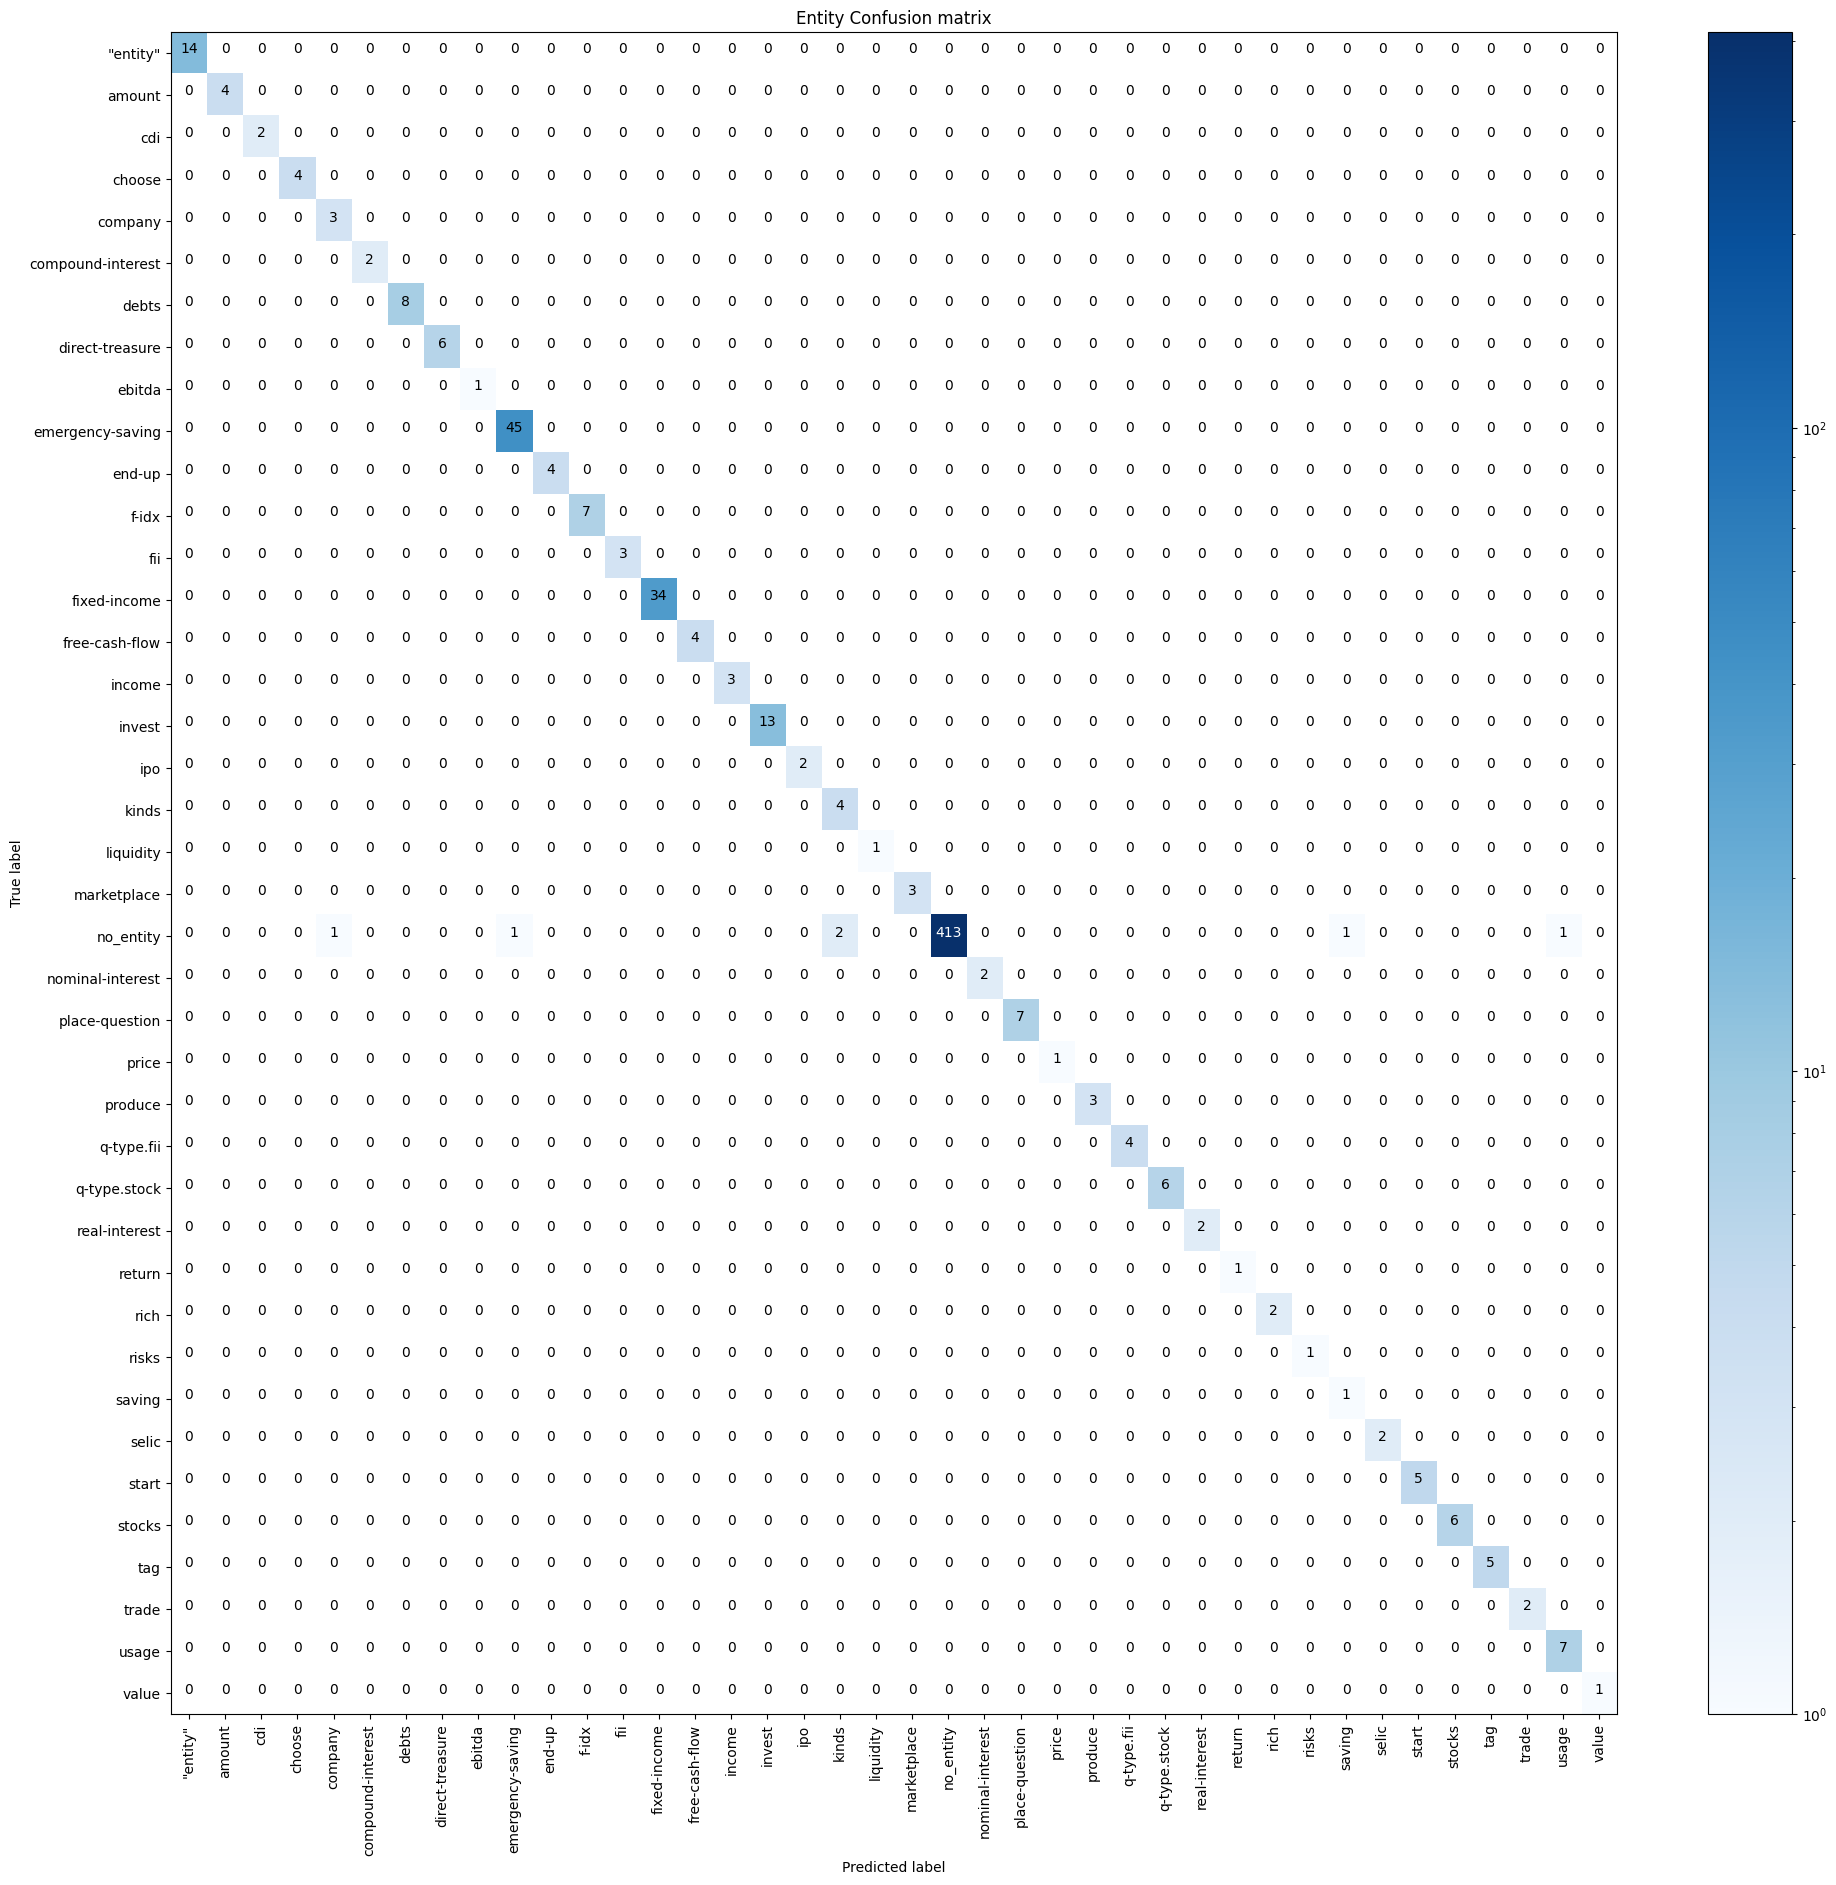 Entity Confusion matrix
"entity" 14 0 0 0 0 0 0 0 0 0 0 0 0 0 0 0 0 0 0 0 0 0 0 0 0 0 0 0 0 0 0 0 0 0 0 0 0 0 0 0
amount 0 4 0 0 0 0 0 0 0 0 0 0 0 0 0 0 0 0 0 0 0 0 0 0 0 0 0 0 0 0 0 0 0 0 0 0 0 0 0 0
cdi 0 0 2 0 0 0 0 0 0 0 0 0 0 0 0 0 0 0 0 0 0 0 0 0 0 0 0 0 0 0 0 0 0 0 0 0 0 0 0 0
choose 0 0 0 4 0 0 0 0 0 0 0 0 0 0 0 0 0 0 0 0 0 0 0 0 0 0 0 0 0 0 0 0 0 0 0 0 0 0 0 0
company 0 0 0 0 3 0 0 0 0 0 0 0 0 0 0 0 0 0 0 0 0 0 0 0 0 0 0 0 0 0 0 0 0 0 0 0 0 0 0 0
compound-interest 0 0 0 0 0 2 0 0 0 0 0 0 0 0 0 0 0 0 0 0 0 0 0 0 0 0 0 0 0 0 0 0 0 0 0 0 0 0 0 0
debts 0 0 0 0 0 0 8 0 0 0 0 0 0 0 0 0 0 0 0 0 0 0 0 0 0 0 0 0 0 0 0 0 0 0 0 0 0 0 0 0
direct-treasure 0 0 0 0 0 0 0 6 0 0 0 0 0 0 0 0 0 0 0 0 0 0 0 0 0 0 0 0 0 0 0 0 0 0 0 0 0 0 0 0
ebitda 0 0 0 0 0 0 0 0 1 0 0 0 0 0 0 0 0 0 0 0 0 0 0 0 0 0 0 0 0 0 0 0 0 0 0 0 0 0 0 0
emergency-saving 0 0 0 0 0 0 0 0 0 45 0 0 0 0 0 0 0 0 0 0 0 0 0 0 0 0 0 0 0 0 0 0 0 0 0 0 0 0 0 0
end-up 0 0 0 0 0 0 0 0 0 0 4 0 0 0 0 0 0 0 0 0 0 0 0 0 0 0 0 0 0 0 0 0 0 0 0 0 0 0 0 0
f-idx 0 0 0 0 0 0 0 0 0 0 0 7 0 0 0 0 0 0 0 0 0 0 0 0 0 0 0 0 0 0 0 0 0 0 0 0 0 0 0 0
fii 0 0 0 0 0 0 0 0 0 0 0 0 3 0 0 0 0 0 0 0 0 0 0 0 0 0 0 0 0 0 0 0 0 0 0 0 0 0 0 0
fixed-income 0 0 0 0 0 0 0 0 0 0 0 0 0 34 0 0 0 0 0 0 0 0 0 0 0 0 0 0 0 0 0 0 0 0 0 0 0 0 0 0
free-cash-flow 0 0 0 0 0 0 0 0 0 0 0 0 0 0 4 0 0 0 0 0 0 0 0 0 0 0 0 0 0 0 0 0 0 0 0 0 0 0 0 0
income 0 0 0 0 0 0 0 0 0 0 0 0 0 0 0 3 0 0 0 0 0 0 0 0 0 0 0 0 0 0 0 0 0 0 0 0 0 0 0 0
invest 0 0 0 0 0 0 0 0 0 0 0 0 0 0 0 0 13 0 0 0 0 0 0 0 0 0 0 0 0 0 0 0 0 0 0 0 0 0 0 0
ipo 0 0 0 0 0 0 0 0 0 0 0 0 0 0 0 0 0 2 0 0 0 0 0 0 0 0 0 0 0 0 0 0 0 0 0 0 0 0 0 0
kinds 0 0 0 0 0 0 0 0 0 0 0 0 0 0 0 0 0 0 4 0 0 0 0 0 0 0 0 0 0 0 0 0 0 0 0 0 0 0 0 0
liquidity 0 0 0 0 0 0 0 0 0 0 0 0 0 0 0 0 0 0 0 1 0 0 0 0 0 0 0 0 0 0 0 0 0 0 0 0 0 0 0 0
marketplace 0 0 0 0 0 0 0 0 0 0 0 0 0 0 0 0 0 0 0 0 3 0 0 0 0 0 0 0 0 0 0 0 0 0 0 0 0 0 0 0
no_entity 0 0 0 0 1 0 0 0 0 1 0 0 0 0 0 0 0 0 2 0 0 413 0 0 0 0 0 0 0 0 0 0 1 0 0 0 0 0 1 0
nominal-interest 0 0 0 0 0 0 0 0 0 0 0 0 0 0 0 0 0 0 0 0 0 0 2 0 0 0 0 0 0 0 0 0 0 0 0 0 0 0 0 0
place-question 0 0 0 0 0 0 0 0 0 0 0 0 0 0 0 0 0 0 0 0 0 0 0 7 0 0 0 0 0 0 0 0 0 0 0 0 0 0 0 0
price 0 0 0 0 0 0 0 0 0 0 0 0 0 0 0 0 0 0 0 0 0 0 0 0 1 0 0 0 0 0 0 0 0 0 0 0 0 0 0 0
produce 0 0 0 0 0 0 0 0 0 0 0 0 0 0 0 0 0 0 0 0 0 0 0 0 0 3 0 0 0 0 0 0 0 0 0 0 0 0 0 0
q-type.fii 0 0 0 0 0 0 0 0 0 0 0 0 0 0 0 0 0 0 0 0 0 0 0 0 0 0 4 0 0 0 0 0 0 0 0 0 0 0 0 0
q-type.stock 0 0 0 0 0 0 0 0 0 0 0 0 0 0 0 0 0 0 0 0 0 0 0 0 0 0 0 6 0 0 0 0 0 0 0 0 0 0 0 0
real-interest 0 0 0 0 0 0 0 0 0 0 0 0 0 0 0 0 0 0 0 0 0 0 0 0 0 0 0 0 2 0 0 0 0 0 0 0 0 0 0 0
return 0 0 0 0 0 0 0 0 0 0 0 0 0 0 0 0 0 0 0 0 0 0 0 0 0 0 0 0 0 1 0 0 0 0 0 0 0 0 0 0
rich 0 0 0 0 0 0 0 0 0 0 0 0 0 0 0 0 0 0 0 0 0 0 0 0 0 0 0 0 0 0 2 0 0 0 0 0 0 0 0 0
risks 0 0 0 0 0 0 0 0 0 0 0 0 0 0 0 0 0 0 0 0 0 0 0 0 0 0 0 0 0 0 0 1 0 0 0 0 0 0 0 0
saving 0 0 0 0 0 0 0 0 0 0 0 0 0 0 0 0 0 0 0 0 0 0 0 0 0 0 0 0 0 0 0 0 1 0 0 0 0 0 0 0
selic 0 0 0 0 0 0 0 0 0 0 0 0 0 0 0 0 0 0 0 0 0 0 0 0 0 0 0 0 0 0 0 0 0 2 0 0 0 0 0 0
start 0 0 0 0 0 0 0 0 0 0 0 0 0 0 0 0 0 0 0 0 0 0 0 0 0 0 0 0 0 0 0 0 0 0 5 0 0 0 0 0
stocks 0 0 0 0 0 0 0 0 0 0 0 0 0 0 0 0 0 0 0 0 0 0 0 0 0 0 0 0 0 0 0 0 0 0 0 6 0 0 0 0
tag 0 0 0 0 0 0 0 0 0 0 0 0 0 0 0 0 0 0 0 0 0 0 0 0 0 0 0 0 0 0 0 0 0 0 0 0 5 0 0 0
trade 0 0 0 0 0 0 0 0 0 0 0 0 0 0 0 0 0 0 0 0 0 0 0 0 0 0 0 0 0 0 0 0 0 0 0 0 0 2 0 0
usage 0 0 0 0 0 0 0 0 0 0 0 0 0 0 0 0 0 0 0 0 0 0 0 0 0 0 0 0 0 0 0 0 0 0 0 0 0 0 7 0
value 0 0 0 0 0 0 0 0 0 0 0 0 0 0 0 0 0 0 0 0 0 0 0 0 0 0 0 0 0 0 0 0 0 0 0 0 0 0 0 1
True label
"entity" amount cdi choose company compound-interest debts direct-treasure ebitda emergency-saving end-up f-idx fii fixed-income free-cash-flow income invest ipo kinds liquidity marketplace no_entity nominal-interest place-question price produce q-type.fii q-type.stock real-interest return rich risks saving selic start stocks tag trade usage value
Predicted label
10²
10¹
10⁰